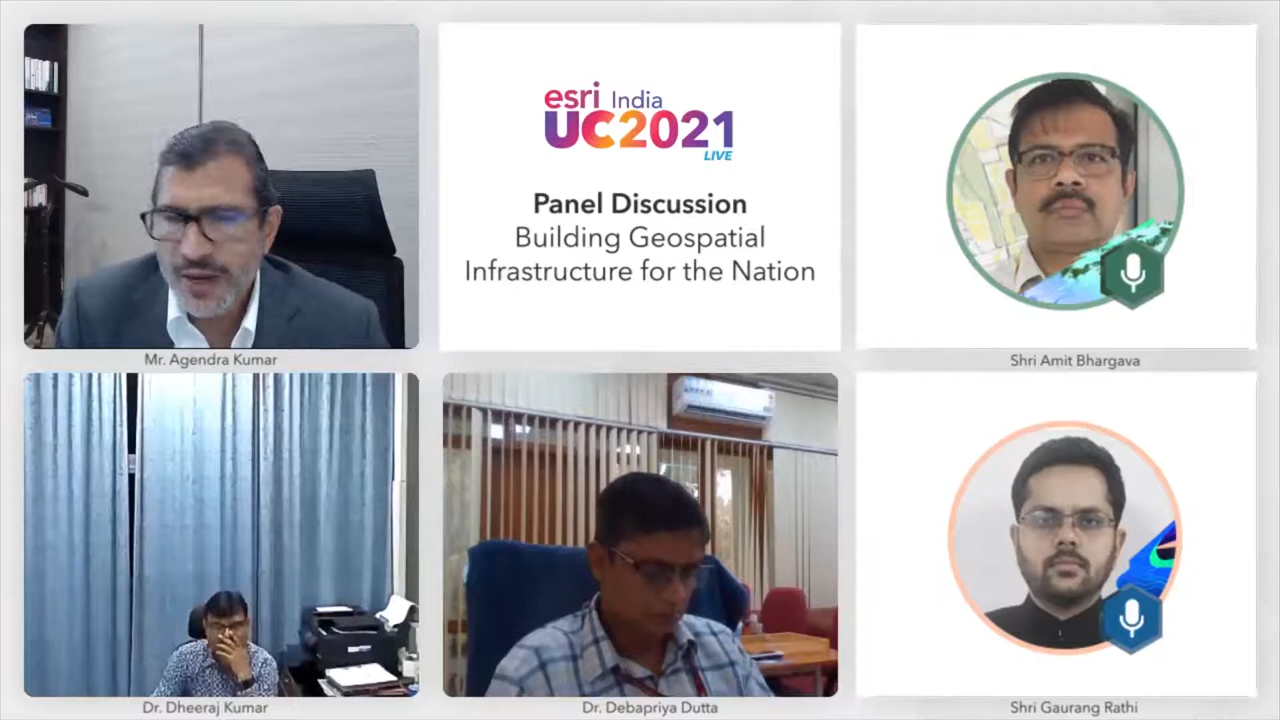 esri India
UC2021
LIVE
Panel Discussion
Building Geospatial
Infrastructure for the Nation
Mr. Agendra Kumar
Shri Amit Bhargava
Dr. Dheeraj Kumar
Dr. Debapriya Dutta
Shri Gaurang Rathi